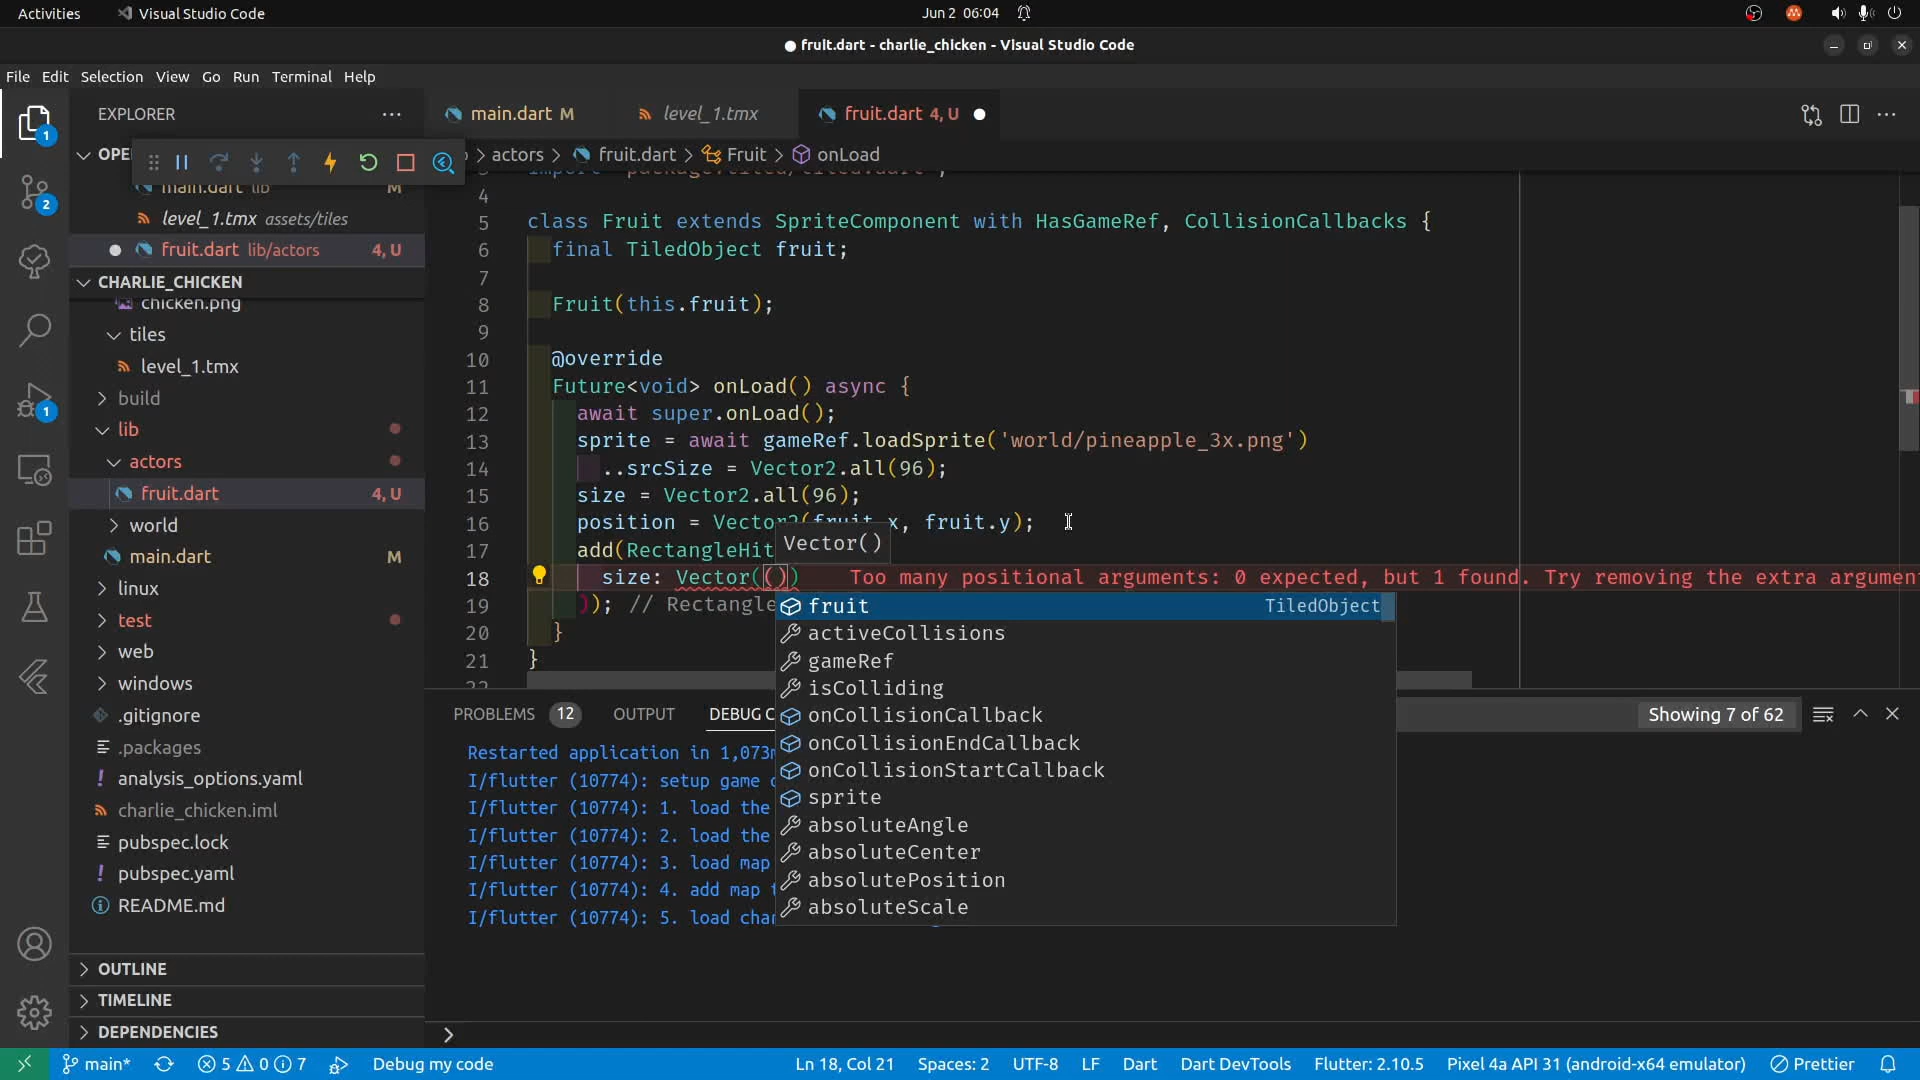 Activities
Visual Studio Code
Jun 2 06:04
fruit.dart - charlie_chicken - Visual Studio Code
File Edit Selection View Go Run Terminal Help
1
EXPLORER
main.dart M
level_1.tmx
fruit.dart 4, U
OPE
actors > fruit.dart > Fruit > onLoad
main.dart lib M
level_1.tmx assets/tiles
fruit.dart lib/actors 4, U
2
CHARLIE_CHICKEN
chicken.png
tiles
level_1.tmx
build
lib
1
actors
fruit.dart 4, U
world
main.dart M
linux
test
web
windows
.gitignore
.packages
analysis_options.yaml
charlie_chicken.iml
pubspec.lock
pubspec.yaml
README.md
OUTLINE
TIMELINE
DEPENDENCIES
4
5 class Fruit extends SpriteComponent with HasGameRef, CollisionCallbacks {
6 final TiledObject fruit;
7
8 Fruit(this.fruit);
9
10 @override
11 Future<void> onLoad() async {
12 await super.onLoad();
13 sprite = await gameRef.loadSprite('world/pineapple_3x.png')
14 ..srcSize = Vector2.all(96);
15 size = Vector2.all(96);
16 position = Vector2(fruit.x, fruit.y);
17 add(RectangleHit
Vector()
18 size: Vector(()) Too many positional arguments: 0 expected, but 1 found. Try removing the extra argumen
19 )); // Rectangle
20 }
21 }
22
fruit TiledObject
activeCollisions
gameRef
isColliding
onCollisionCallback
onCollisionEndCallback
onCollisionStartCallback
sprite
absoluteAngle
absoluteCenter
absolutePosition
absoluteScale
PROBLEMS 12 OUTPUT DEBUG C
Showing 7 of 62
Restarted application in 1,073m
I/flutter (10774): setup game
I/flutter (10774): 1. load the
I/flutter (10774): 2. load the
I/flutter (10774): 3. load map
I/flutter (10774): 4. add map
I/flutter (10774): 5. load char
main* 5 0 7 Debug my code
Ln 18, Col 21 Spaces: 2 UTF-8 LF Dart Dart DevTools Flutter: 2.10.5 Pixel 4a API 31 (android-x64 emulator) Prettier